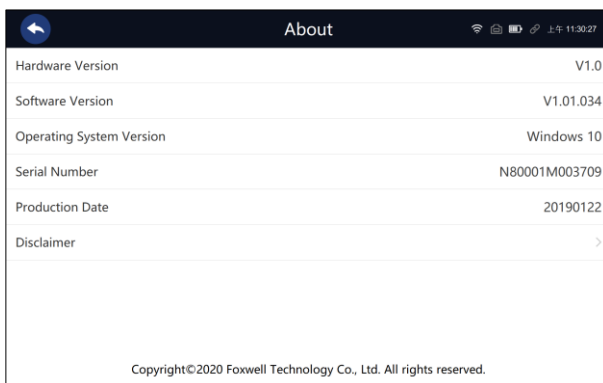 About
上午 11:30:27
Hardware Version V1.0
Software Version V1.01.034
Operating System Version Windows 10
Serial Number N80001M003709
Production Date 20190122
Disclaimer
Copyright©2020 Foxwell Technology Co., Ltd. All rights reserved.